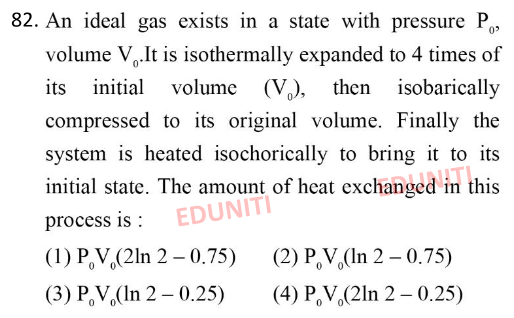 82. An ideal gas exists in a state with pressure P₀,
volume V₀.It is isothermally expanded to 4 times of
its initial volume (V₀), then isobarically
compressed to its original volume. Finally the
system is heated isochorically to bring it to its
initial state. The amount of heat exchanged in this
process is :
EDUNITI
EDUNITI
(1) P₀V₀(2ln 2 – 0.75) (2) P₀V₀(ln 2 – 0.75)
(3) P₀V₀(ln 2 – 0.25) (4) P₀V₀(2ln 2 – 0.25)